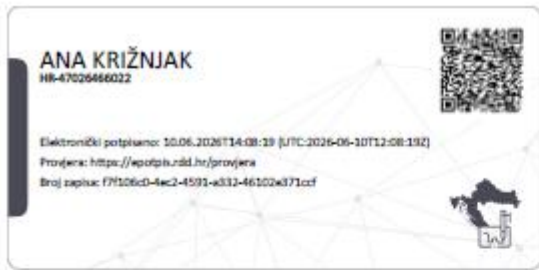 ANA KRIŽNJAK
HR-47026466022
Elektronički potpisano: 10.06.2026T14:08:19 (UTC:2026-06-10T12:08:19Z)
Provjera: https://epotpis.rdd.hr/provjera
Broj zapisa: f7f106c0-4ec2-4591-a332-46102e371ccf